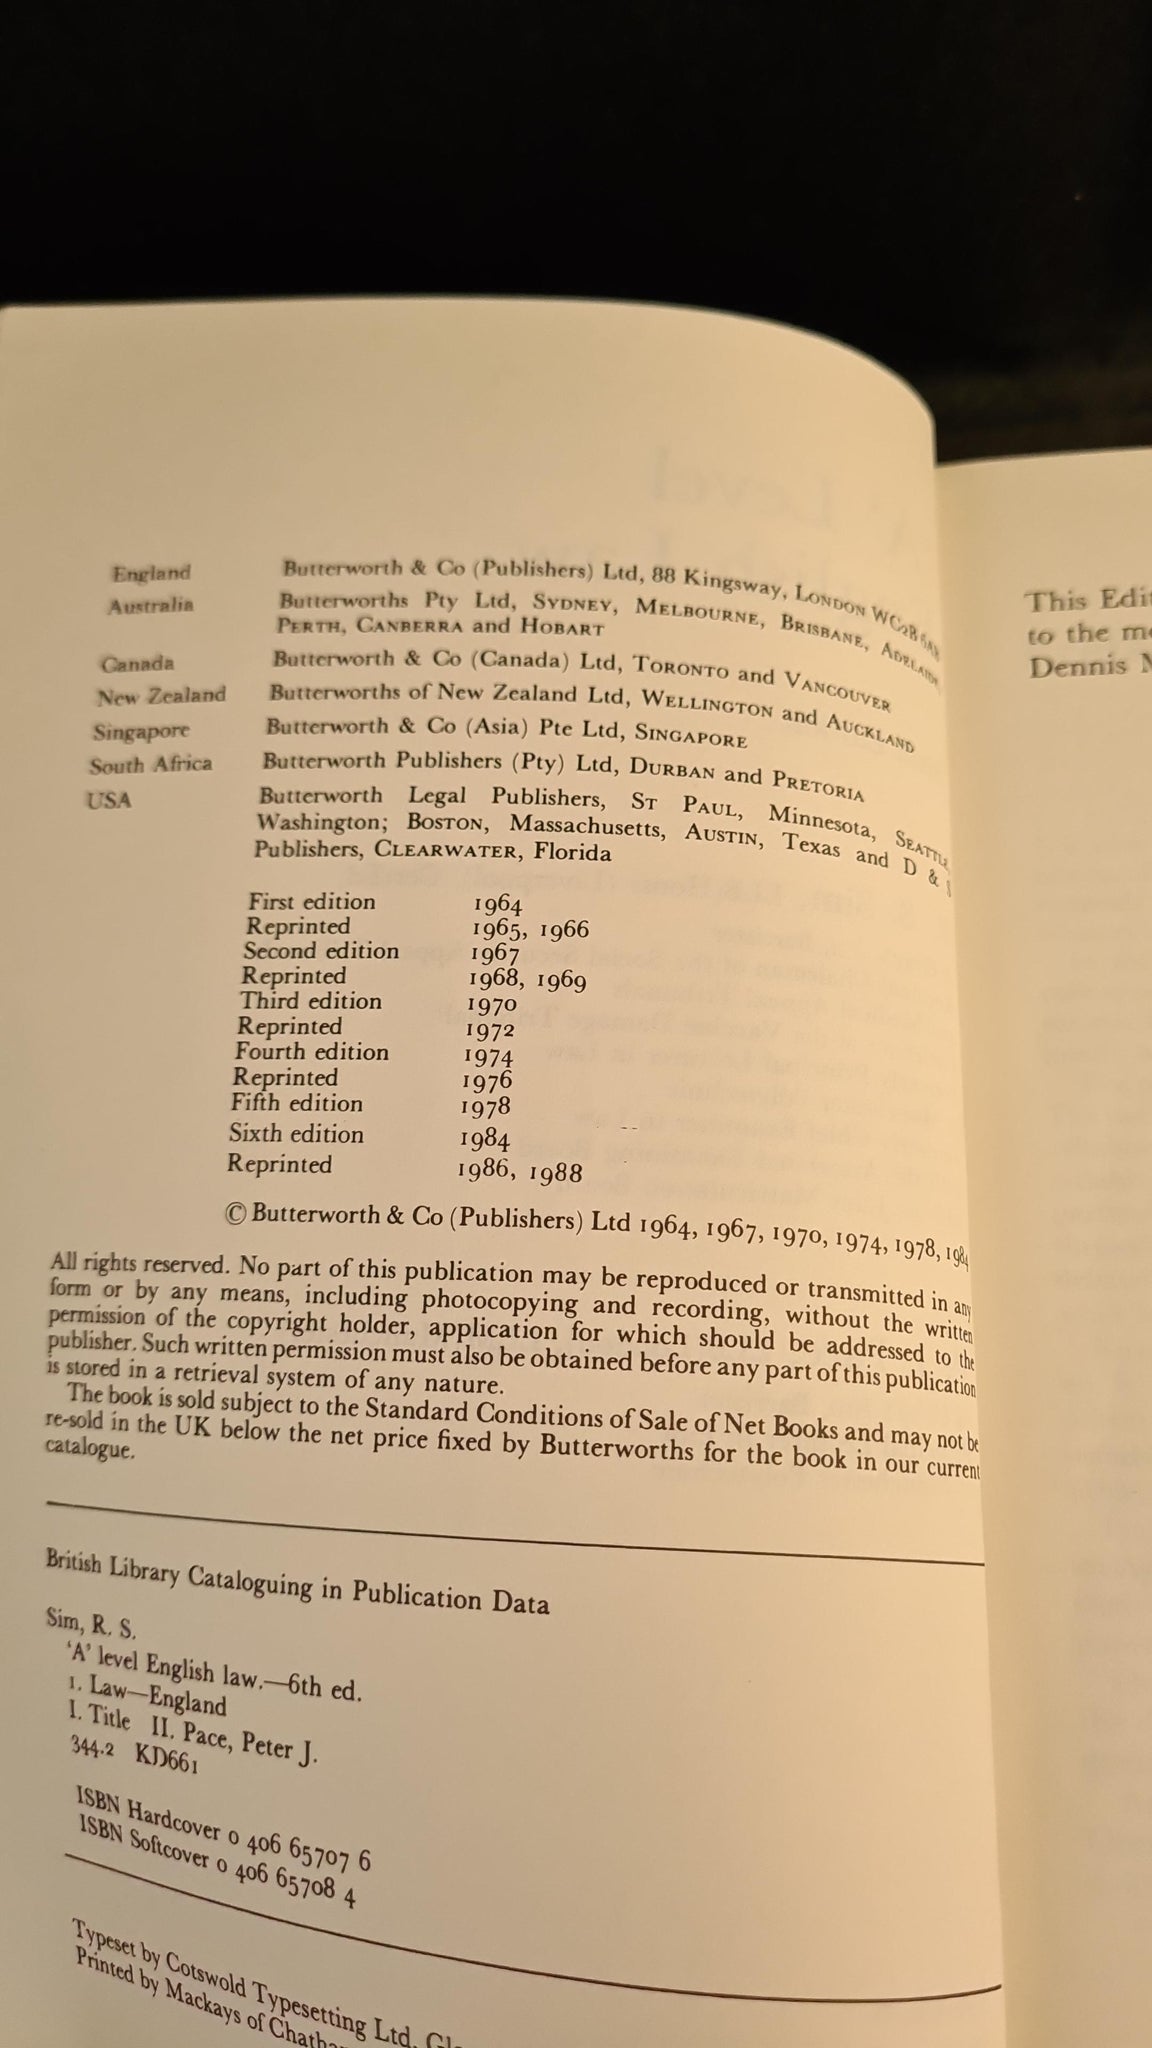 England Butterworth & Co (Publishers) Ltd, 88 Kingsway, LONDON WC2B 6AB
Australia Butterworths Pty Ltd, SYDNEY, MELBOURNE, BRISBANE, ADELAIDE,
PERTH, CANBERRA and HOBART
Canada Butterworth & Co (Canada) Ltd, TORONTO and VANCOUVER
New Zealand Butterworths of New Zealand Ltd, WELLINGTON and AUCKLAND
Singapore Butterworth & Co (Asia) Pte Ltd, SINGAPORE
South Africa Butterworth Publishers (Pty) Ltd, DURBAN and PRETORIA
USA Butterworth Legal Publishers, ST PAUL, Minnesota, SEATTLE,
Washington; BOSTON, Massachusetts, AUSTIN, Texas and D & S
Publishers, CLEARWATER, Florida
First edition 1964
Reprinted 1965, 1966
Second edition 1967
Reprinted 1968, 1969
Third edition 1970
Reprinted 1972
Fourth edition 1974
Reprinted 1976
Fifth edition 1978
Sixth edition 1984
Reprinted 1986, 1988
© Butterworth & Co (Publishers) Ltd 1964, 1967, 1970, 1974, 1978, 1984
All rights reserved. No part of this publication may be reproduced or transmitted in any
form or by any means, including photocopying and recording, without the written
permission of the copyright holder, application for which should be addressed to the
publisher. Such written permission must also be obtained before any part of this publication
is stored in a retrieval system of any nature.
The book is sold subject to the Standard Conditions of Sale of Net Books and may not be
re-sold in the UK below the net price fixed by Butterworths for the book in our current
catalogue.
British Library Cataloguing in Publication Data
Sim, R. S.
'A' level English law.—6th ed.
1. Law—England
I. Title II. Pace, Peter J.
344.2 KD661
ISBN Hardcover 0 406 65707 6
ISBN Softcover 0 406 65708 4
Typeset by Cotswold Typesetting Ltd,
Printed by Mackays of
This
to the
Dennis